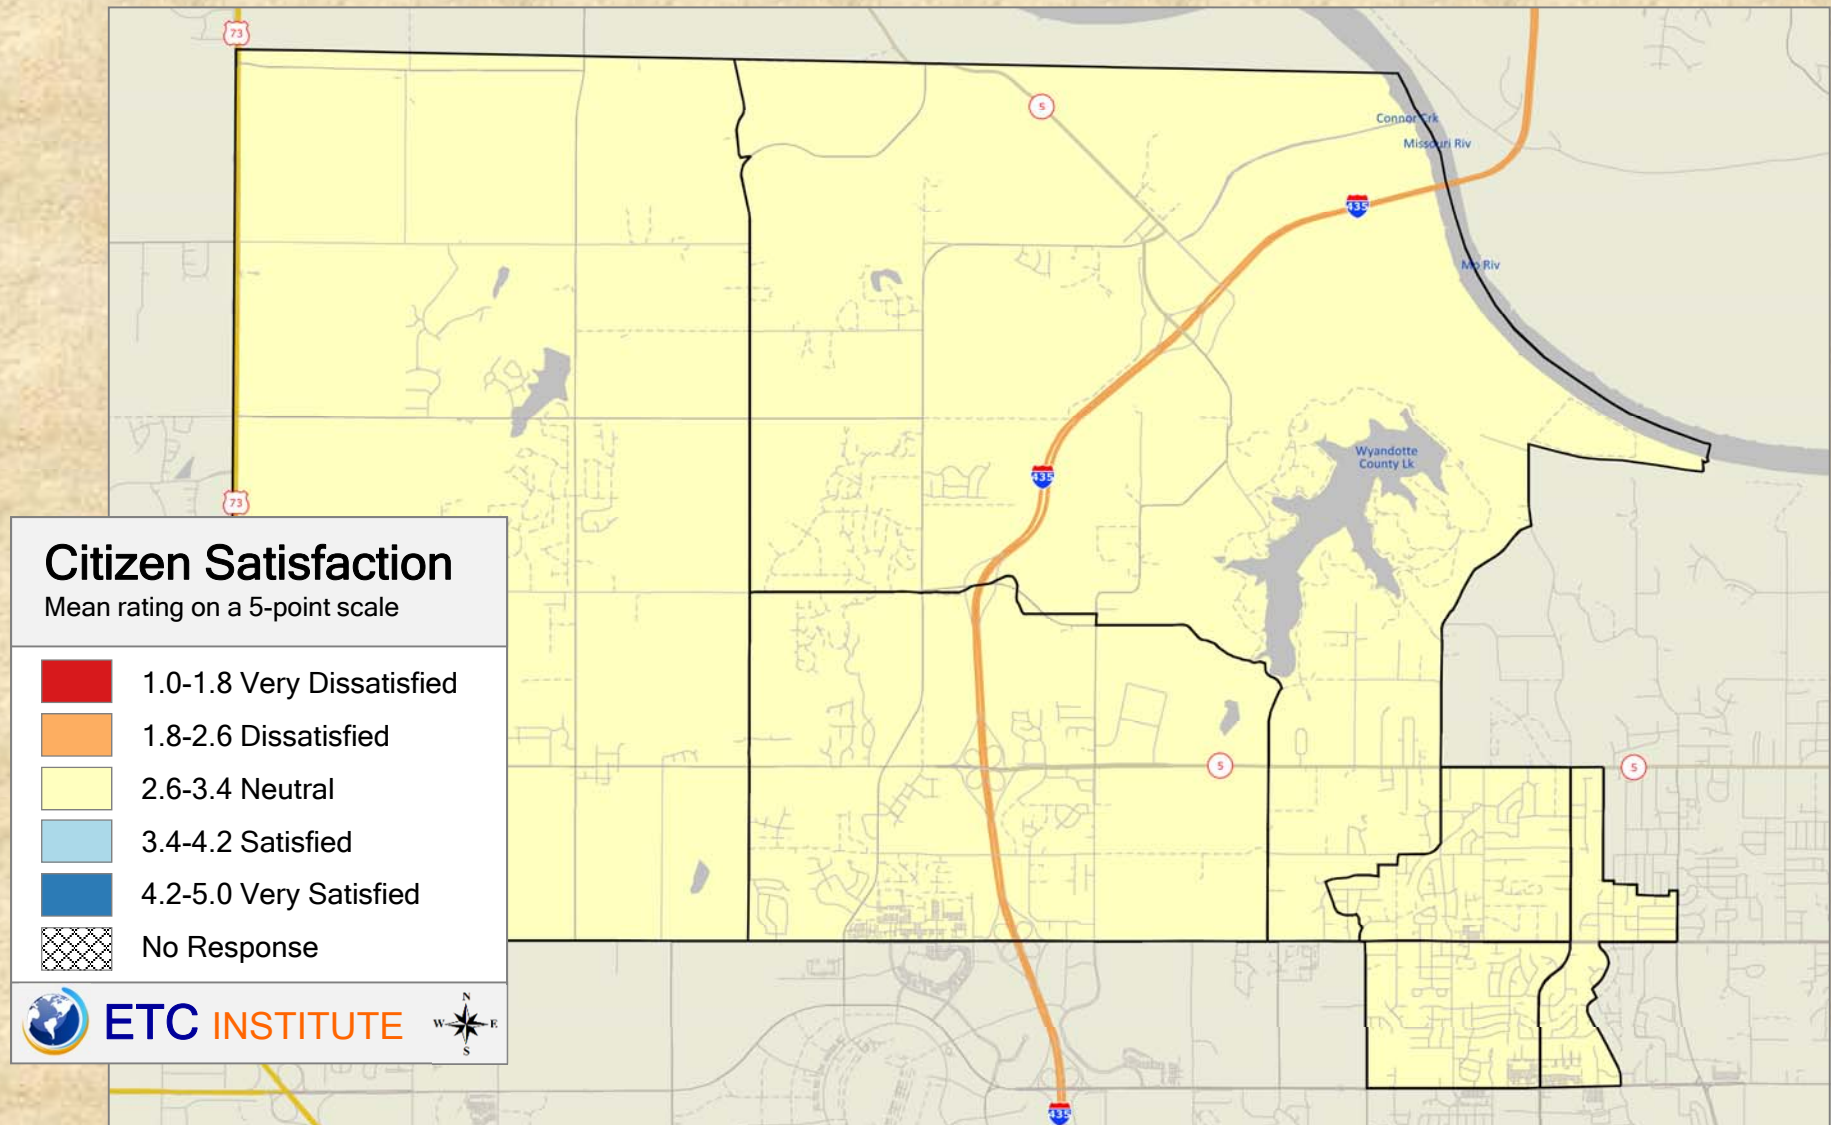 73
5
Connor Crk
Missouri Riv
435
Mo Riv
Wyandotte
County Lk
435
73
Citizen Satisfaction
Mean rating on a 5-point scale
1.0-1.8 Very Dissatisfied
1.8-2.6 Dissatisfied
2.6-3.4 Neutral
3.4-4.2 Satisfied
4.2-5.0 Very Satisfied
No Response
ETC INSTITUTE
N
W
E
S
5
5
435